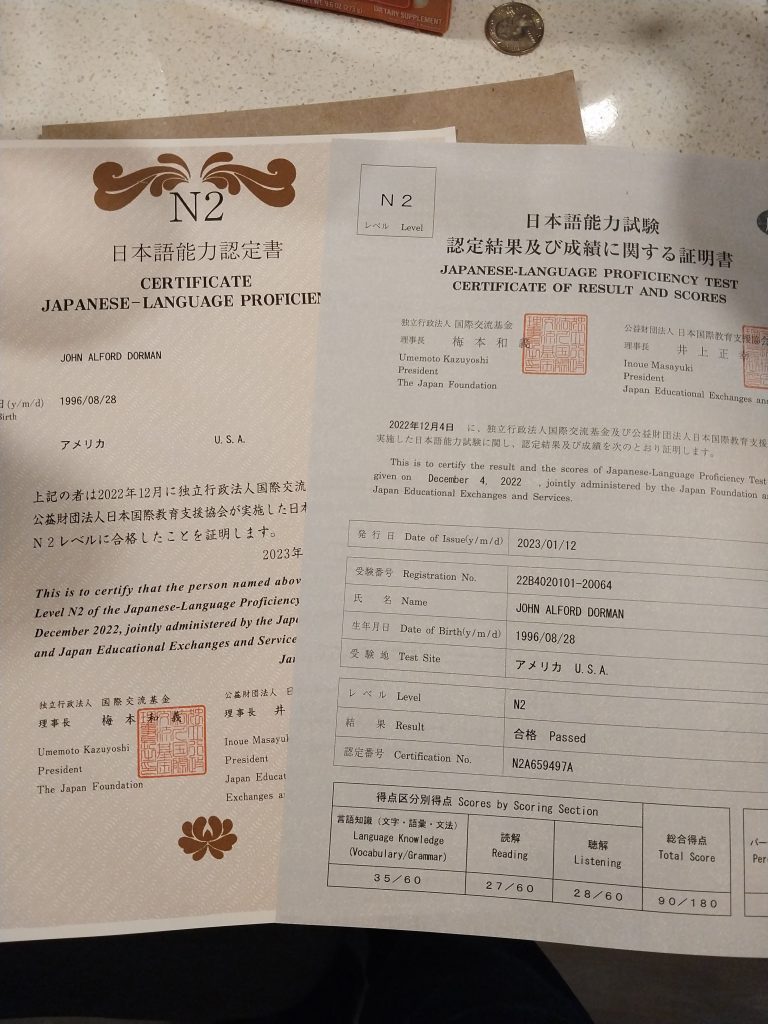 DIETARY SUPPLEMENT
N2
日本語能力認定書
CERTIFICATE
JAPANESE-LANGUAGE PROFICIEN
JOHN ALFORD DORMAN
日(y/m/d) 1996/08/28
Birth
アメリカ U.S.A.
上記の者は2022年12月に独立行政法人国際交流
公益財団法人日本国際教育支援協会が実施した日本
N2レベルに合格したことを証明します。
2023年
This is to certify that the person named above
Level N2 of the Japanese-Language Proficiency
December 2022, jointly administered by the Japa
and Japan Educational Exchanges and Service
Jan
独立行政法人 国際交流基金
理事長 梅本和義
Umemoto Kazuyoshi
President
The Japan Foundation
公益財団法人 日
理事長 井
Inoue Masayuki
President
Japan Educat
Exchanges an
N2
レベル Level
日本語能力試験
認定結果及び成績に関する証明書
JAPANESE-LANGUAGE PROFICIENCY TEST
CERTIFICATE OF RESULT AND SCORES
独立行政法人 国際交流基金
理事長 梅本和義
Umemoto Kazuyoshi
President
The Japan Foundation
公益財団法人 日本国際教育支援協会
理事長 井上正幸
Inoue Masayuki
President
Japan Educational Exchanges and
2022年12月4日 に、独立行政法人国際交流基金及び公益財団法人日本国際教育支援
実施した日本語能力試験に関し、認定結果及び成績を次のとおり証明します。
This is to certify the result and the scores of Japanese-Language Proficiency Test
given on December 4, 2022 , jointly administered by the Japan Foundation a
Japan Educational Exchanges and Services.
発行日 Date of Issue(y/m/d) 2023/01/12
受験番号 Registration No. 22B4020101-20064
氏名 Name JOHN ALFORD DORMAN
生年月日 Date of Birth(y/m/d) 1996/08/28
受験地 Test Site アメリカ U.S.A.
レベル Level N2
結果 Result 合格 Passed
認定番号 Certification No. N2A659497A
得点区分別得点 Scores by Scoring Section
言語知識(文字・語彙・文法)
Language Knowledge
(Vocabulary/Grammar)
読解
Reading
聴解
Listening
総合得点
Total Score
パー
Per
35/60 27/60 28/60 90/180